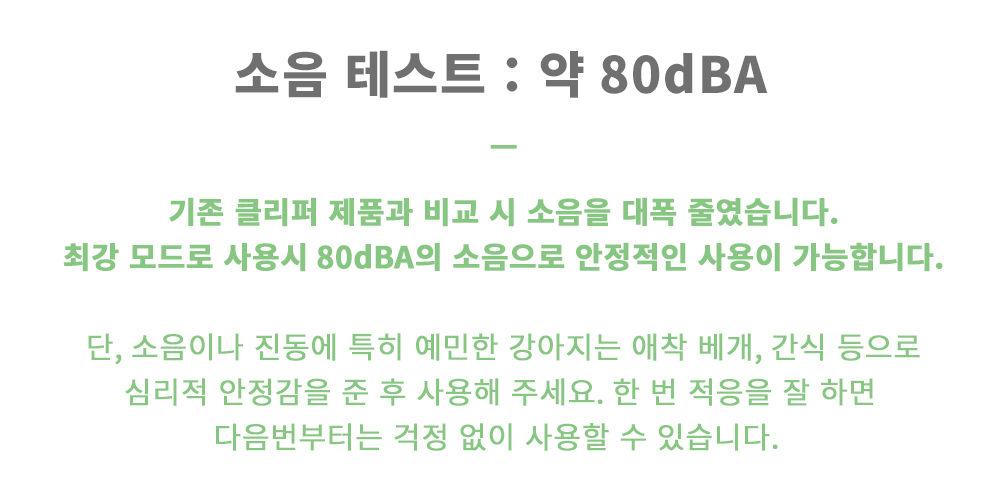 소음 테스트 : 약 80dBA
기존 클리퍼 제품과 비교 시 소음을 대폭 줄였습니다.
최강 모드로 사용시 80dBA의 소음으로 안정적인 사용이 가능합니다.
단, 소음이나 진동에 특히 예민한 강아지는 애착 베개, 간식 등으로
심리적 안정감을 준 후 사용해 주세요. 한 번 적응을 잘 하면
다음번부터는 걱정 없이 사용할 수 있습니다.